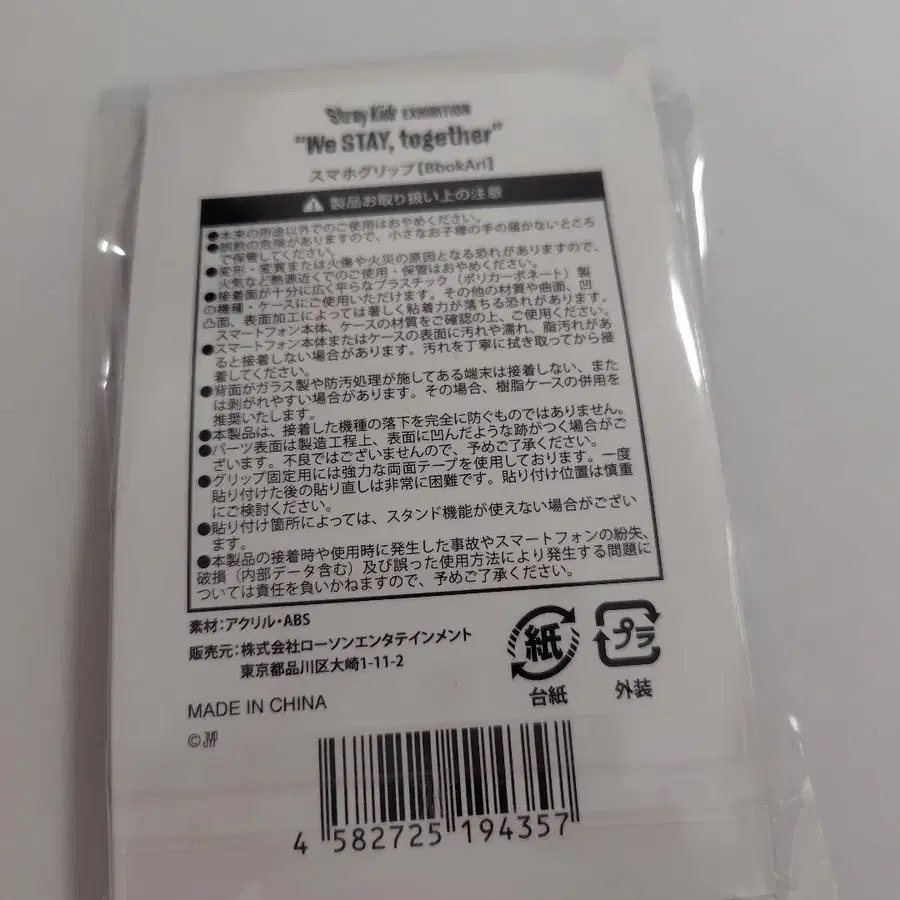 Stray Kids EXHIBITION
"We STAY, together"
スマホグリップ【BbokAri】
製品お取り扱い上の注意
●本来の用途以外でのご使用はおやめください。
●誤飲の危険がありますので、小さなお子様の手の届かないところ
で保管してください。
●変形・変質または火傷や火災の原因となる恐れがありますので、
火気など熱源近くでのご使用・保管はおやめください。
●接着面が十分に広く平らなプラスチック（ポリカーボネート）製
の機種・ケースにご使用いただけます。その他の材質や曲面、凹
凸面、表面加工によっては著しく粘着力が落ちる恐れがあります。
スマートフォン本体、ケースの材質をご確認の上、ご使用ください。
●スマートフォン本体またはケースの表面に汚れや濡れ、脂汚れがあ
ると接着しない場合があります。汚れを丁寧に拭き取ってから接
着してください。
●背面がガラス製や防汚処理が施してある端末は接着しない、また
は剥がれやすい場合があります。その場合、樹脂ケースの併用を
推奨いたします。
●本製品は、接着した機種の落下を完全に防ぐものではありません。
●パーツ表面は製造工程上、表面に凹んだような跡がつく場合がご
ざいます。不良ではございませんので、予めご了承ください。
●グリップ固定用には強力な両面テープを使用しております。一度
貼り付けた後の貼り直しは非常に困難です。貼り付け位置は慎重
にご検討ください。
●貼り付け箇所によっては、スタンド機能が使えない場合がござい
ます。
●本製品の接着時や使用時に発生した事故やスマートフォンの紛失、
破損（内部データ含む）及び誤った使用方法により発生する問題に
ついては責任を負いかねますので、予めご了承ください。
素材：アクリル・ABS
販売元：株式会社ローソンエンタテインメント
東京都品川区大崎1-11-2
紙
台紙
プラ
外装
MADE IN CHINA
© JYP
4 582725 194357